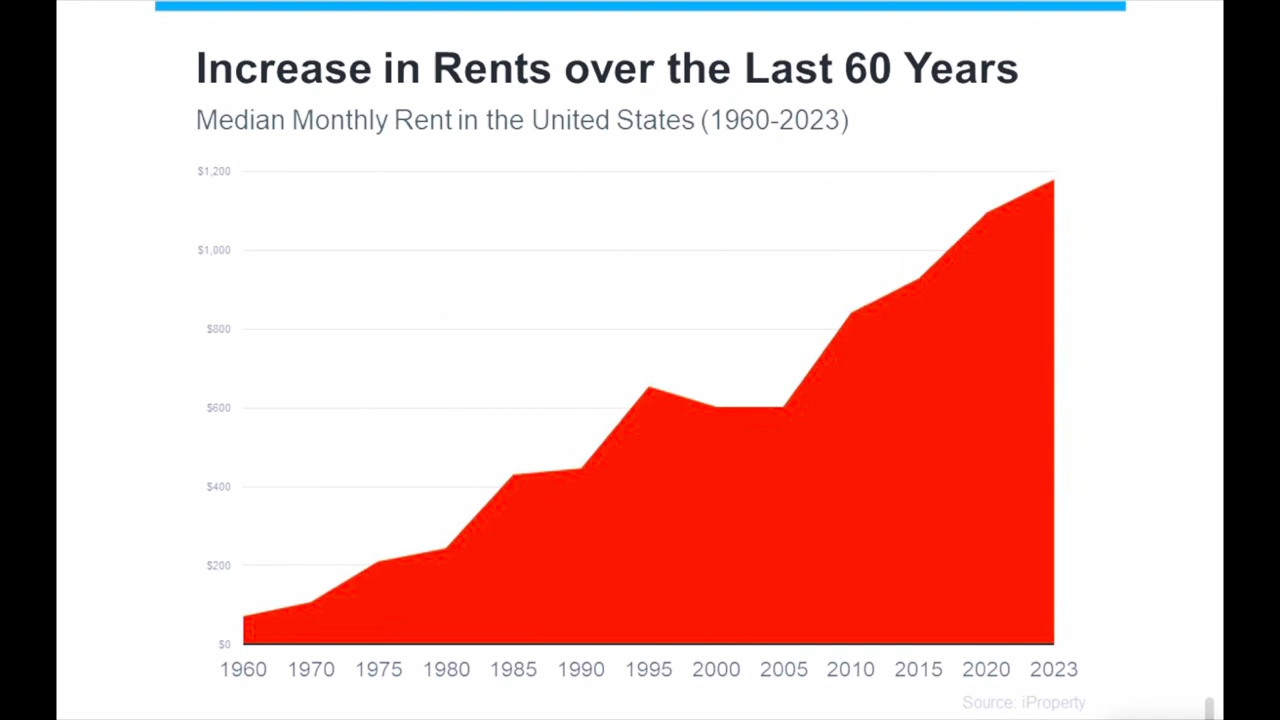 Increase in Rents over the Last 60 Years
Median Monthly Rent in the United States (1960-2023)
$1,200
$1,000
$800
$600
$400
$200
$0
1960 1970 1975 1980 1985 1990 1995 2000 2005 2010 2015 2020 2023
Source: iProperty